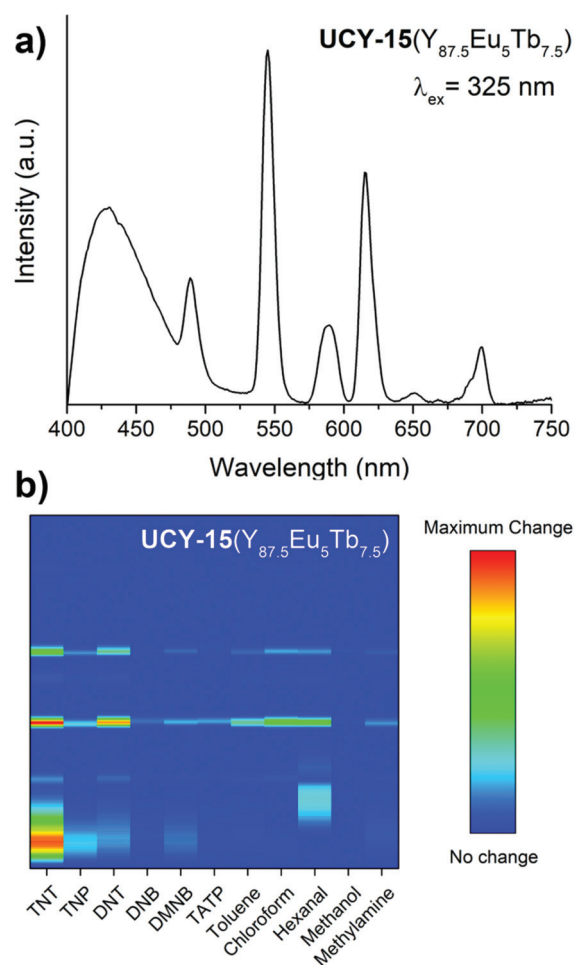 a)
UCY-15(Y87.5Eu5Tb7.5)
λex= 325 nm
Intensity (a.u.)
400 450 500 550 600 650 700 750
Wavelength (nm)
b)
UCY-15(Y87.5Eu5Tb7.5)
Maximum Change
No change
TNT
TNP
DNT
DNB
DMNB
TATP
Toluene
Chloroform
Hexanal
Methanol
Methylamine